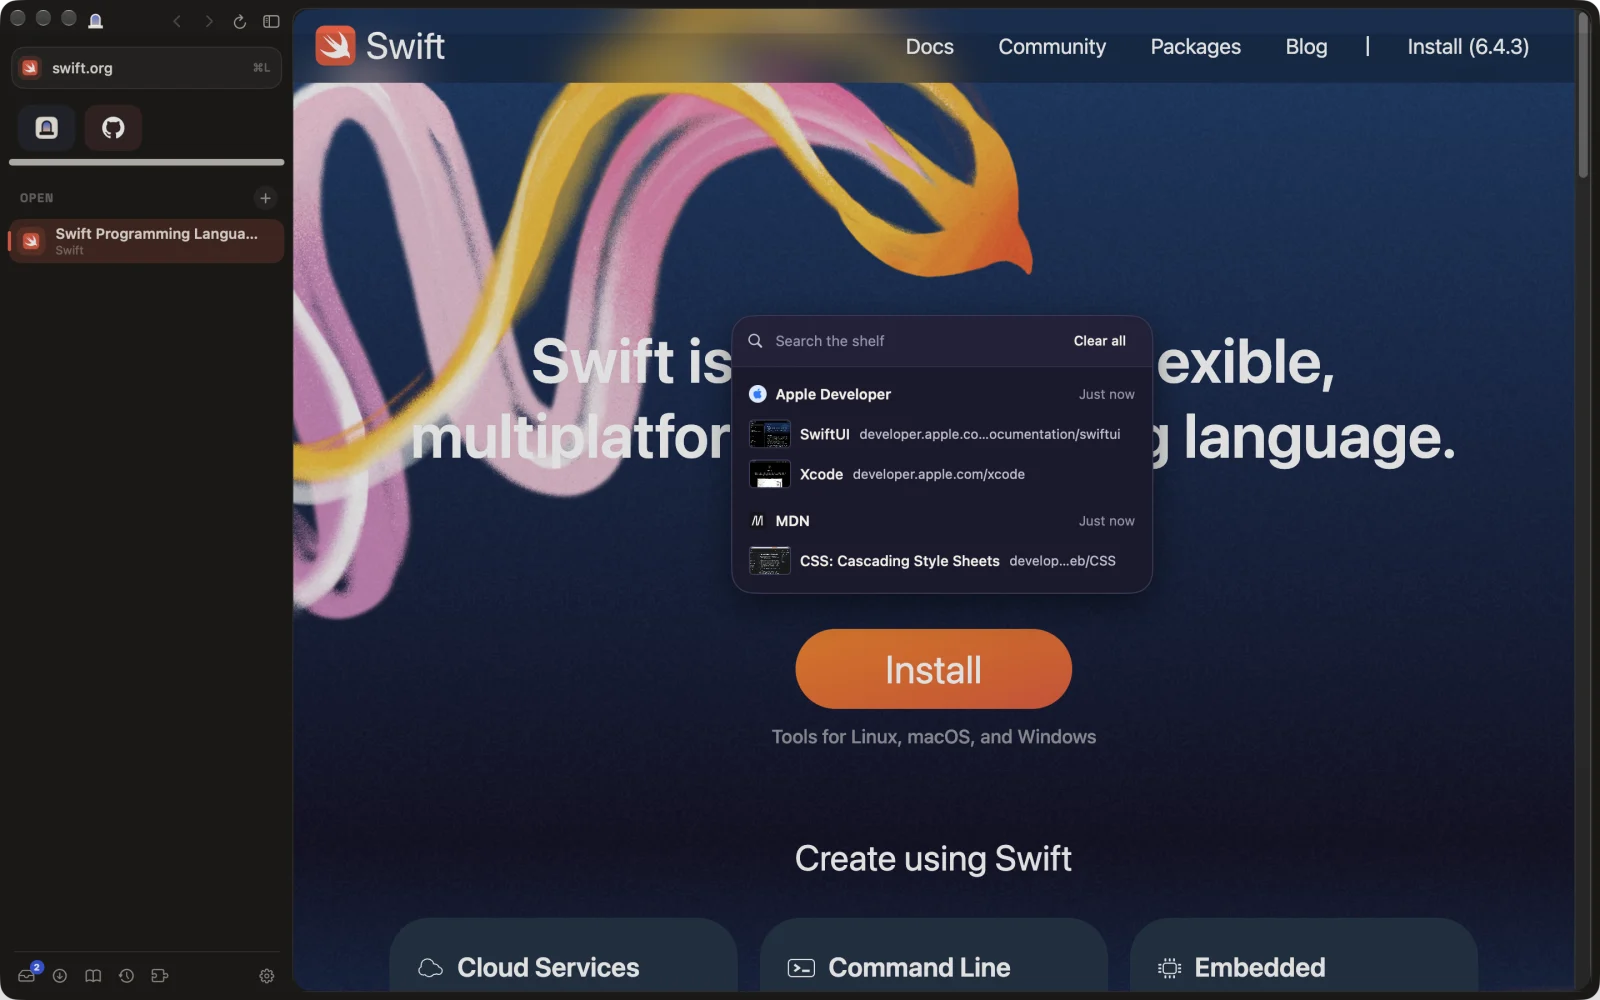 swift.org ⌘L
OPEN
Swift Programming Langua...
Swift
2
Swift
Docs Community Packages Blog | Install (6.4.3)
Swift is
exible,
multiplatfor
g language.
Search the shelf Clear all
Apple Developer Just now
SwiftUI developer.apple.co...ocumentation/swiftui
Xcode developer.apple.com/xcode
MDN Just now
CSS: Cascading Style Sheets develop...eb/CSS
Install
Tools for Linux, macOS, and Windows
Create using Swift
Cloud Services
Command Line
Embedded